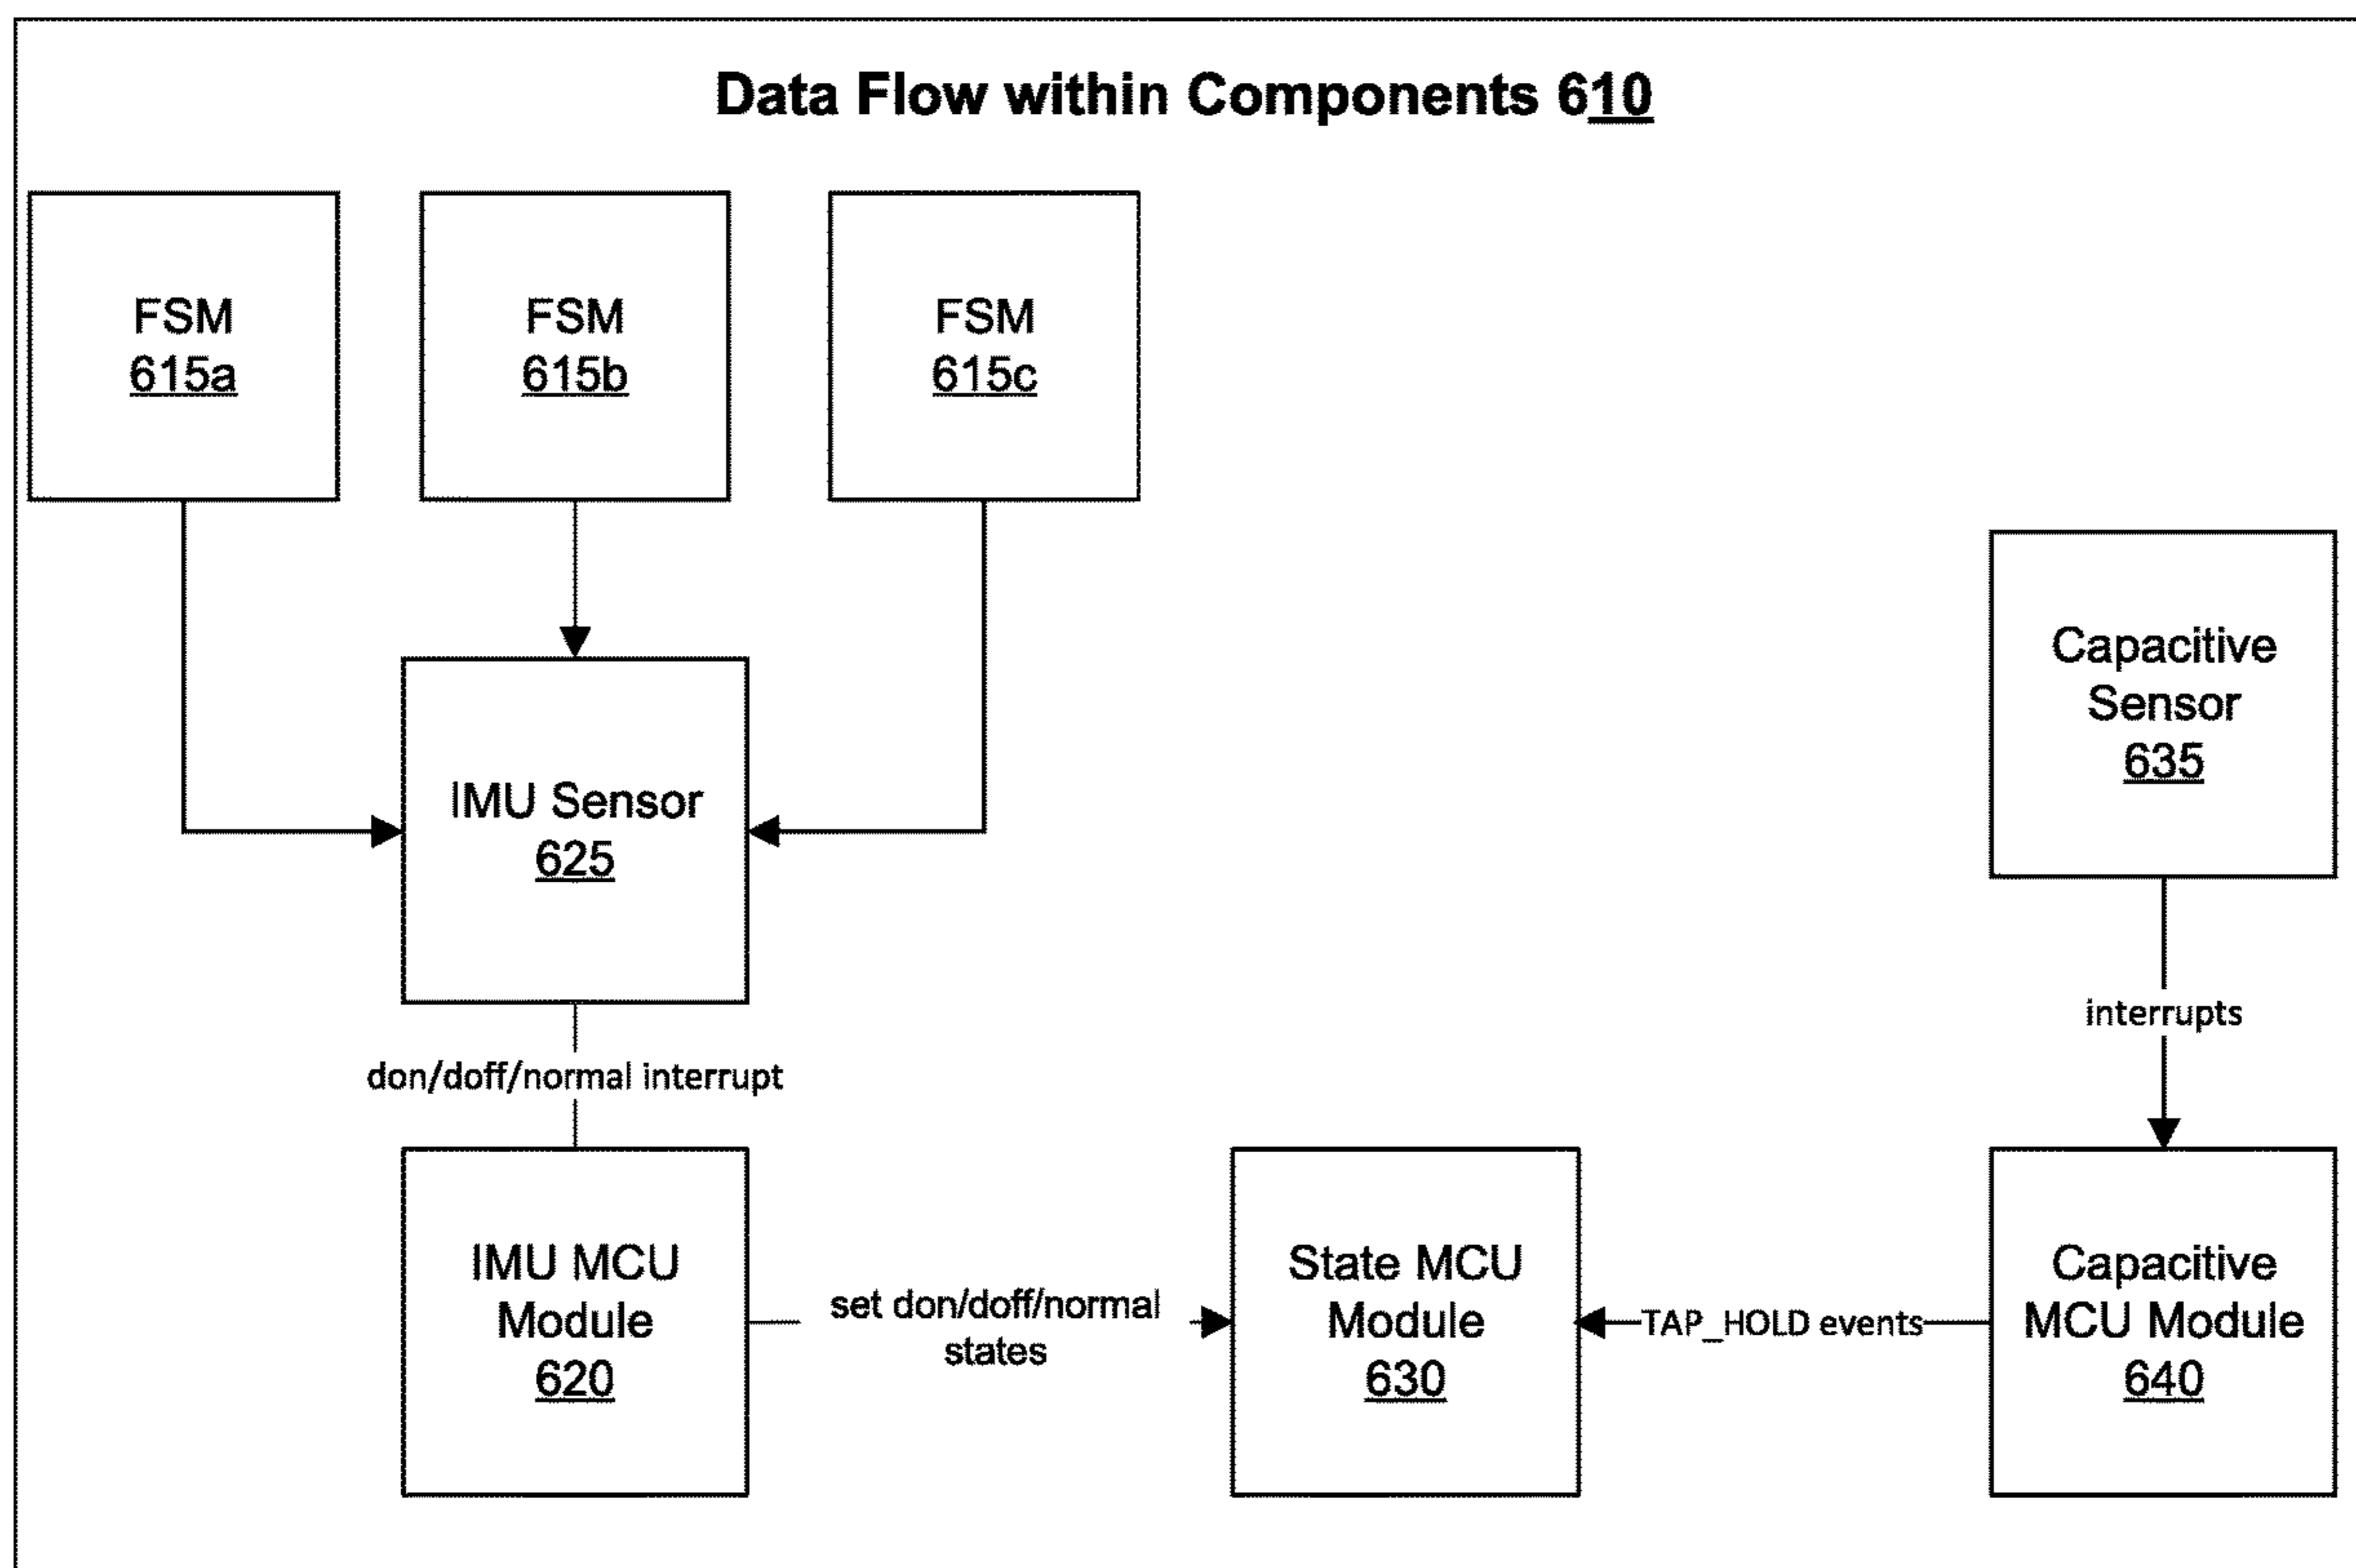 Data Flow within Components 610
FSM
615a
FSM
615b
FSM
615c
Capacitive
Sensor
635
IMU Sensor
625
interrupts
don/doff/normal interrupt
IMU MCU
Module
620
set don/doff/normal
states
State MCU
Module
630
TAP_HOLD events
Capacitive
MCU Module
640